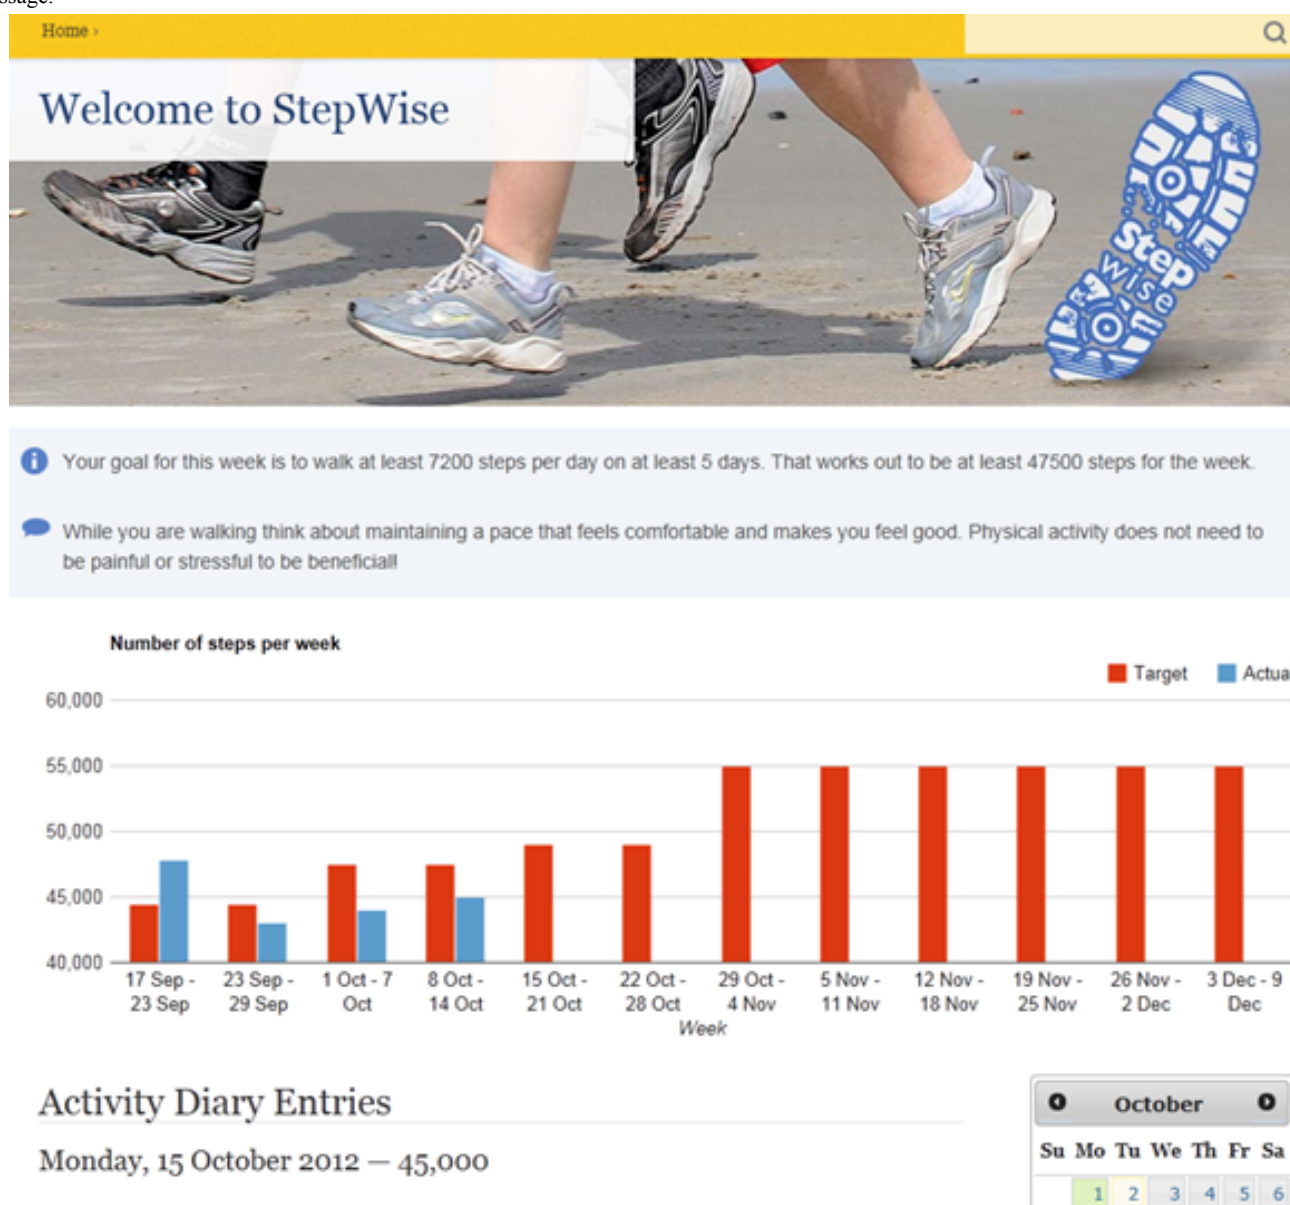 ssage.
Home ›
Welcome to StepWise
step
wise
Your goal for this week is to walk at least 7200 steps per day on at least 5 days. That works out to be at least 47500 steps for the week.
While you are walking think about maintaining a pace that feels comfortable and makes you feel good. Physical activity does not need to
be painful or stressful to be beneficial!
Number of steps per week
Target Actua
60,000
55,000
50,000
45,000
40,000
17 Sep - 23 Sep - 1 Oct - 7 8 Oct - 15 Oct - 22 Oct - 29 Oct - 5 Nov - 12 Nov - 19 Nov - 26 Nov - 3 Dec - 9
23 Sep 29 Sep Oct 14 Oct 21 Oct 28 Oct 4 Nov 11 Nov 18 Nov 25 Nov 2 Dec Dec
Week
Activity Diary Entries
Monday, 15 October 2012 — 45,000
October
Su Mo Tu We Th Fr Sa
1 2 3 4 5 6